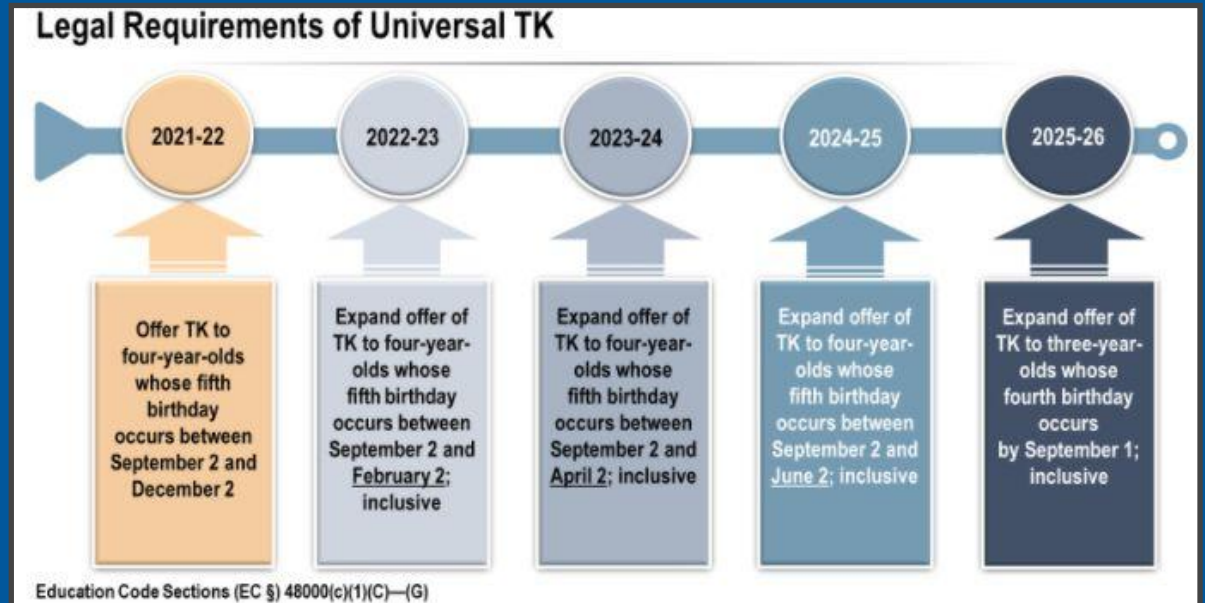 Legal Requirements of Universal TK
2021-22
2022-23
2023-24
2024-25
2025-26
Offer TK to
four-year-olds
whose fifth
birthday
occurs between
September 2 and
December 2
Expand offer of
TK to four-year-
olds whose
fifth birthday
occurs between
September 2 and
February 2;
inclusive
Expand offer of
TK to four-year-
olds whose
fifth birthday
occurs between
September 2 and
April 2; inclusive
Expand offer of
TK to four-year-
olds whose
fifth birthday
occurs between
September 2 and
June 2; inclusive
Expand offer of
TK to three-year-
olds whose
fourth birthday
occurs
by September 1;
inclusive
Education Code Sections (EC §) 48000(c)(1)(C)—(G)